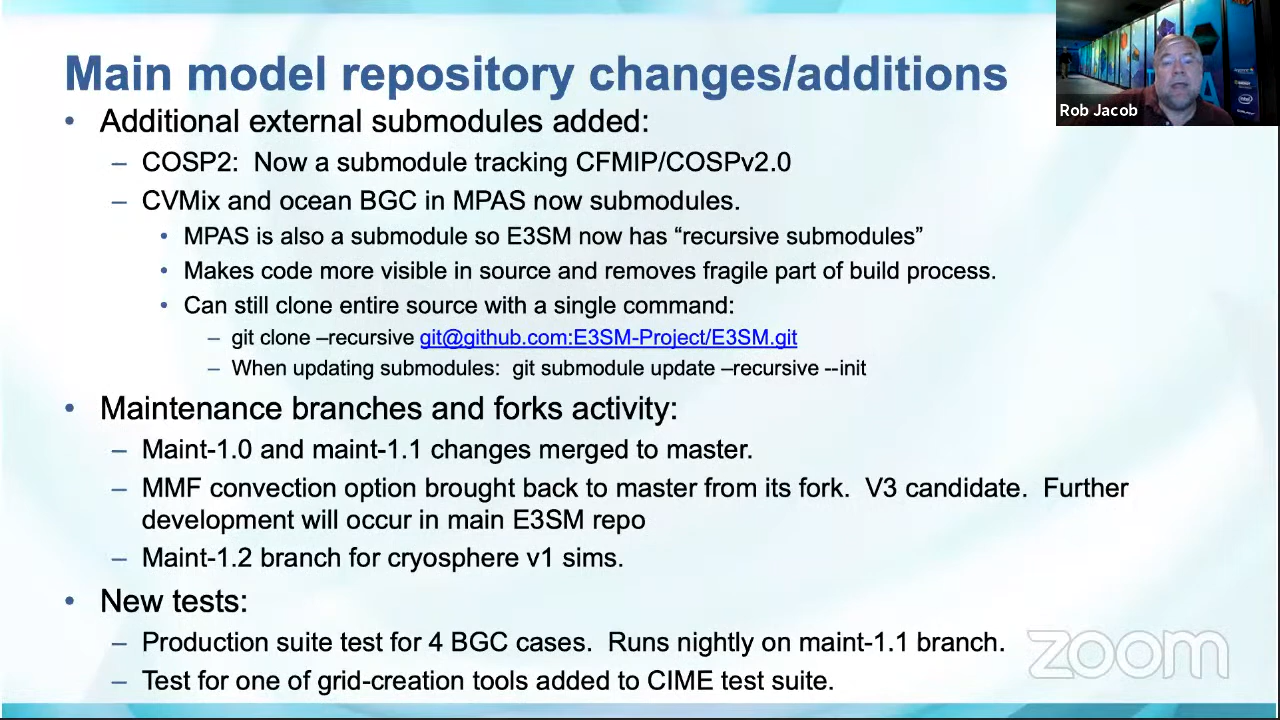 Main model repository changes/additions
Rob Jacob
• Additional external submodules added:
– COSP2: Now a submodule tracking CFMIP/COSPv2.0
– CVMix and ocean BGC in MPAS now submodules.
• MPAS is also a submodule so E3SM now has “recursive submodules”
• Makes code more visible in source and removes fragile part of build process.
• Can still clone entire source with a single command:
– git clone –recursive git@github.com:E3SM-Project/E3SM.git
– When updating submodules: git submodule update –recursive --init
• Maintenance branches and forks activity:
– Maint-1.0 and maint-1.1 changes merged to master.
– MMF convection option brought back to master from its fork. V3 candidate. Further
development will occur in main E3SM repo
– Maint-1.2 branch for cryosphere v1 sims.
• New tests:
– Production suite test for 4 BGC cases. Runs nightly on maint-1.1 branch.
– Test for one of grid-creation tools added to CIME test suite.
zoom